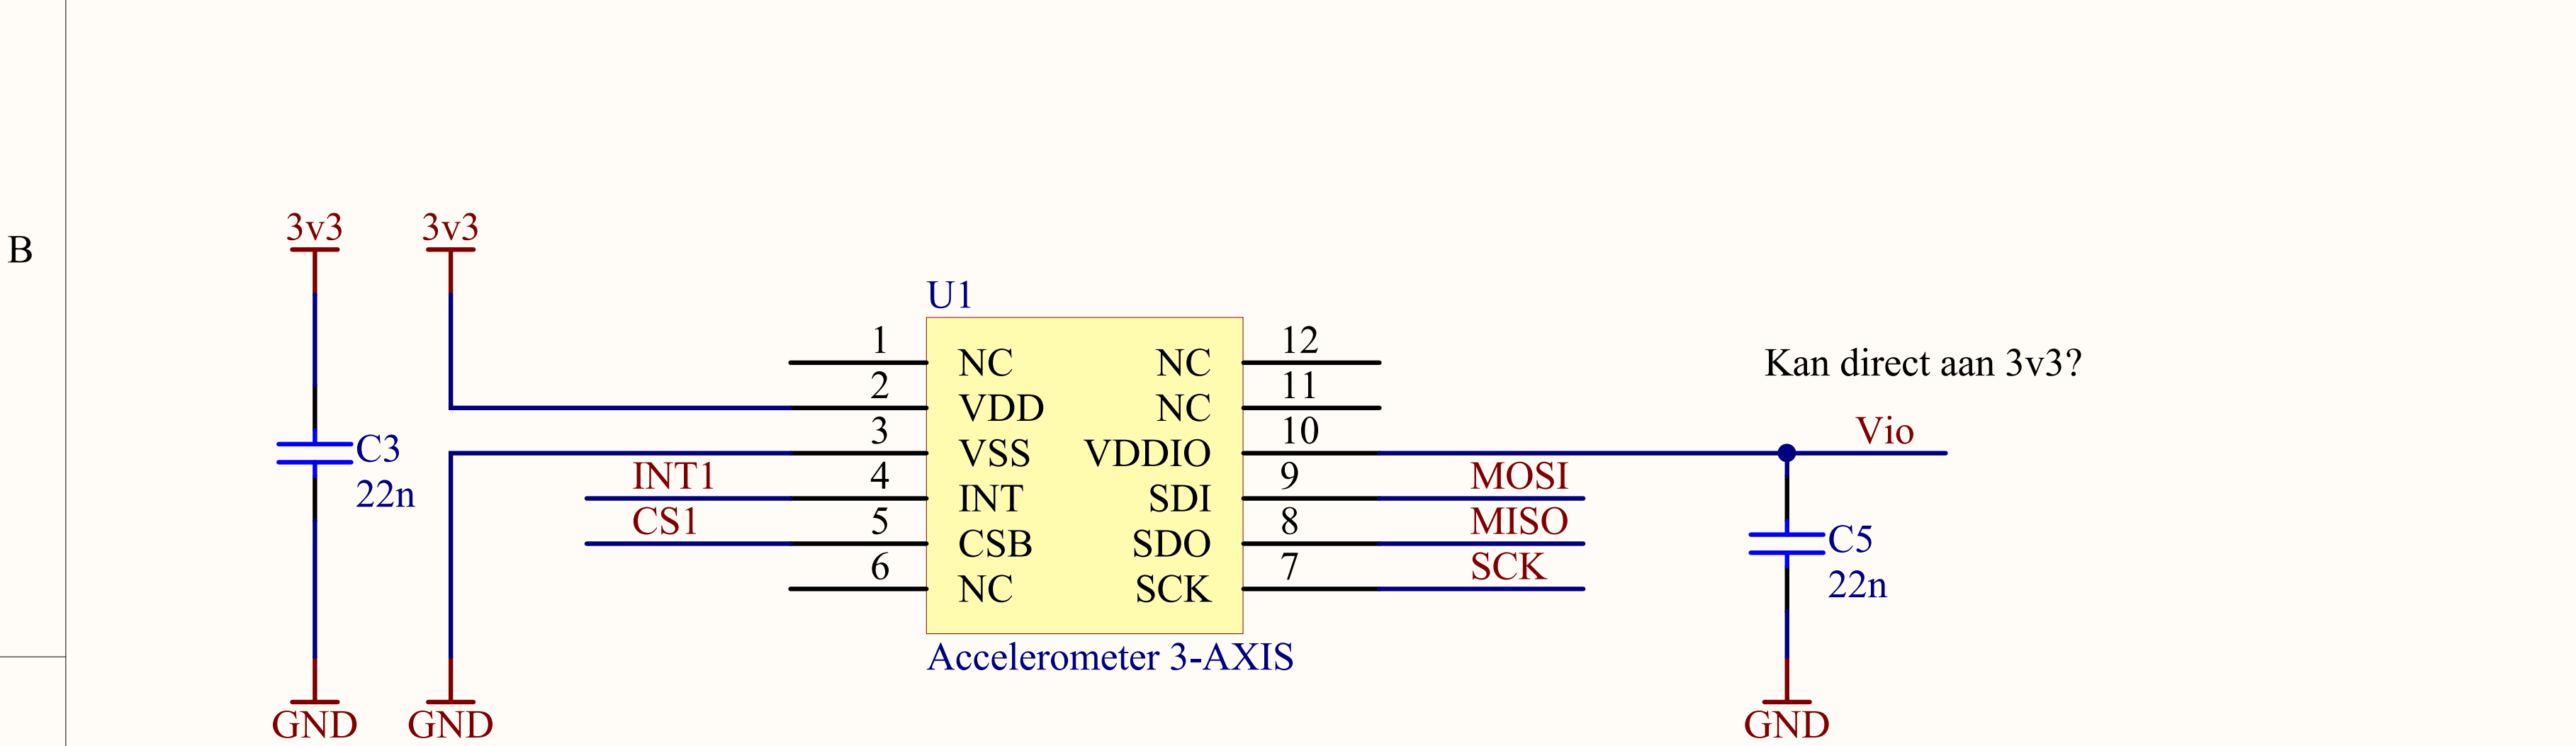 B
3v3
3v3
C3
22n
GND
GND
U1
1
NC
2
VDD
3
VSS
INT1
4
INT
CS1
5
CSB
6
NC
12
NC
11
NC
10
VDDIO
9
SDI
MOSI
8
SDO
MISO
7
SCK
SCK
Accelerometer 3-AXIS
Kan direct aan 3v3?
Vio
C5
22n
GND